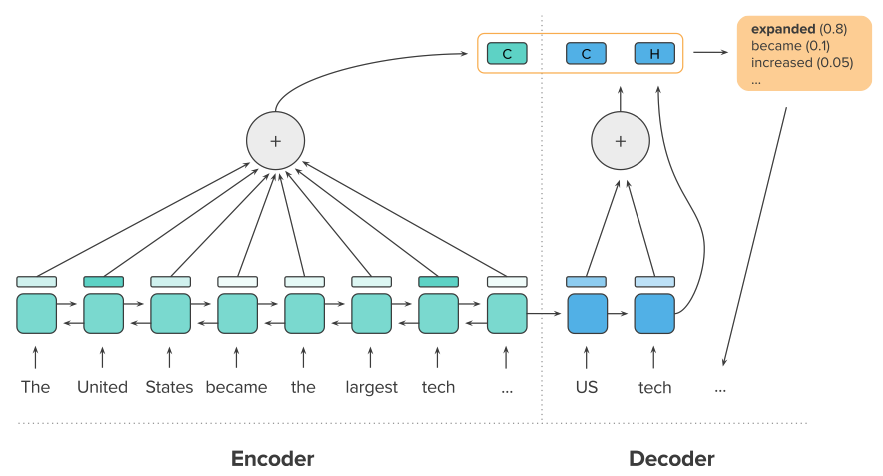 C C H
expanded (0.8)
became (0.1)
increased (0.05)
...
+ +
The United States became the largest tech ... US tech ...
Encoder Decoder